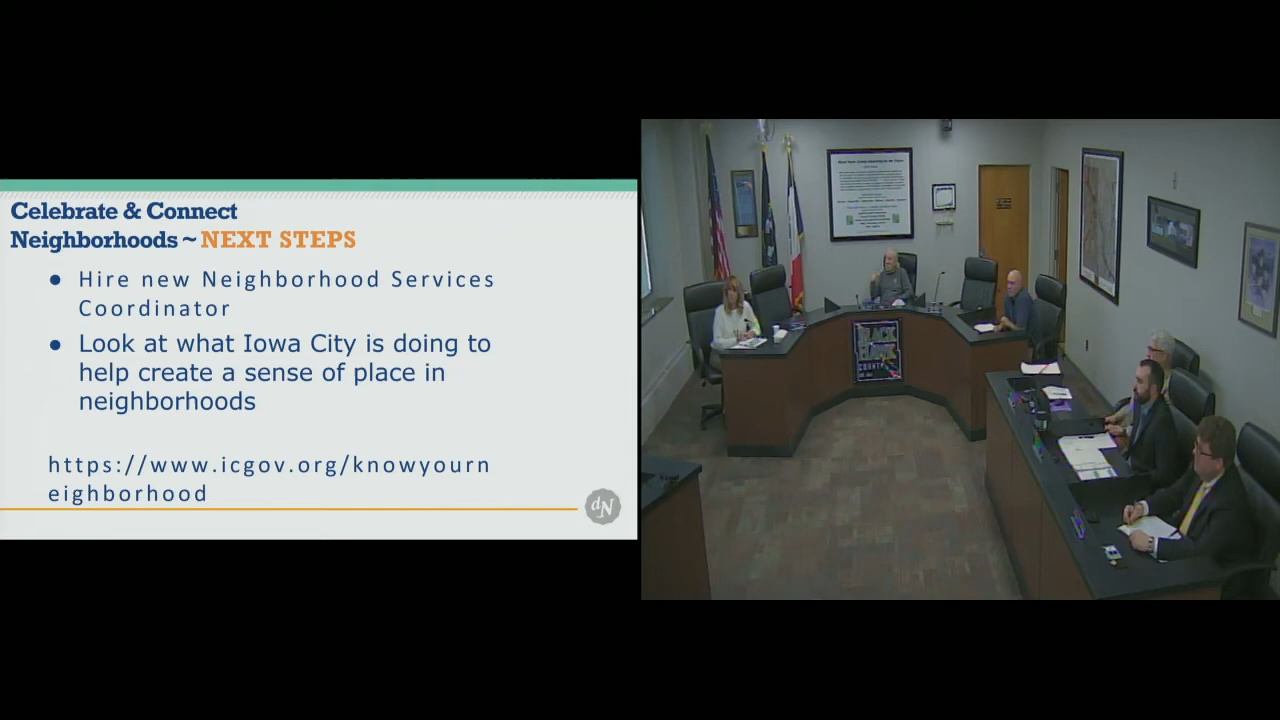 Celebrate & Connect
Neighborhoods ~ NEXT STEPS
● Hire new Neighborhood Services
Coordinator
● Look at what Iowa City is doing to
help create a sense of place in
neighborhoods
https://www.icgov.org/knowyourn
eighborhood
dN
BLACK
HAWK
COUNTY